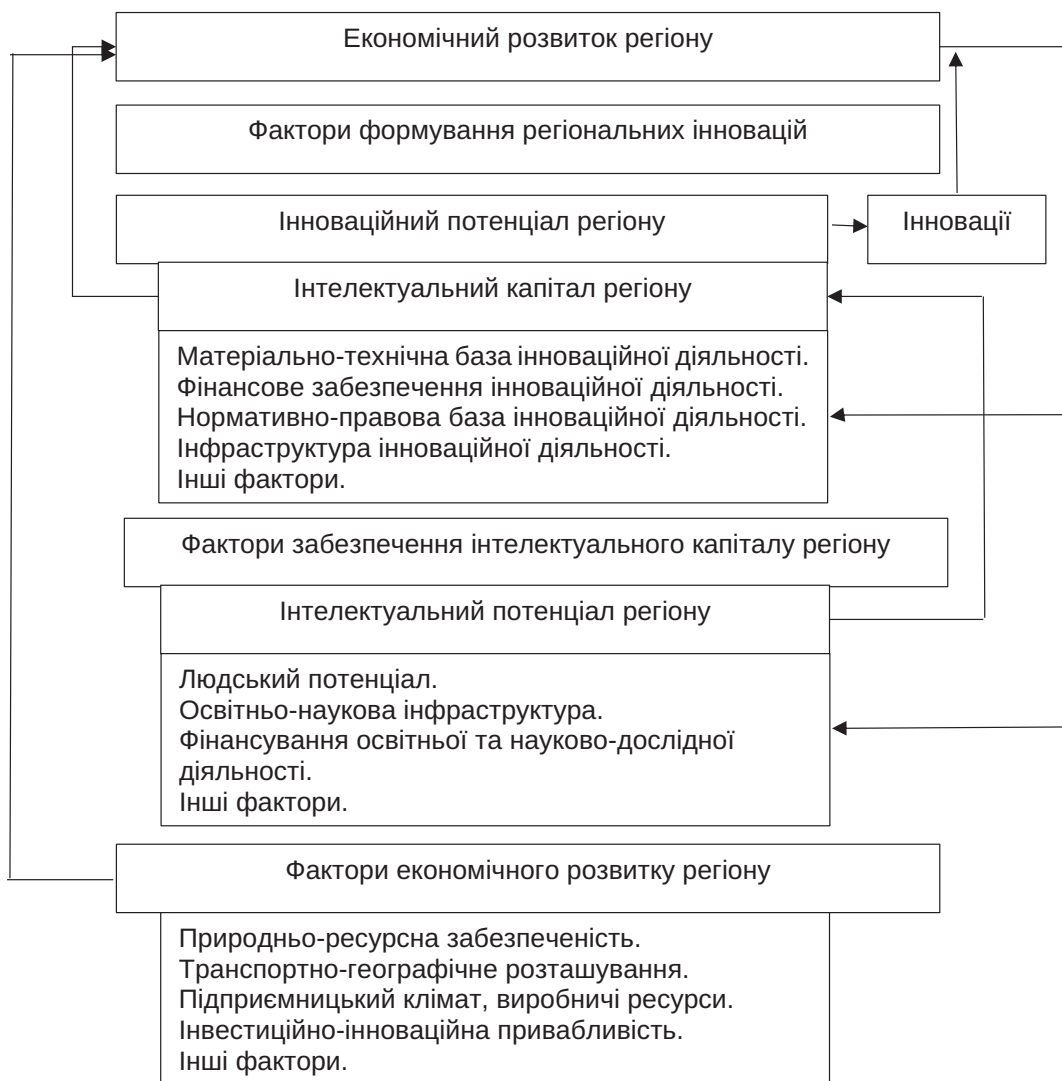 Економічний розвиток регіону
Фактори формування регіональних інновацій
Інноваційний потенціал регіону
Інновації
Інтелектуальний капітал регіону
Матеріально-технічна база інноваційної діяльності.
Фінансове забезпечення інноваційної діяльності.
Нормативно-правова база інноваційної діяльності.
Інфраструктура інноваційної діяльності.
Інші фактори.
Фактори забезпечення інтелектуального капіталу регіону
Інтелектуальний потенціал регіону
Людський потенціал.
Освітньо-наукова інфраструктура.
Фінансування освітньої та науково-дослідної
діяльності.
Інші фактори.
Фактори економічного розвитку регіону
Природньо-ресурсна забезпеченість.
Транспортно-географічне розташування.
Підприємницький клімат, виробничі ресурси.
Інвестиційно-інноваційна привабливість.
Інші фактори.